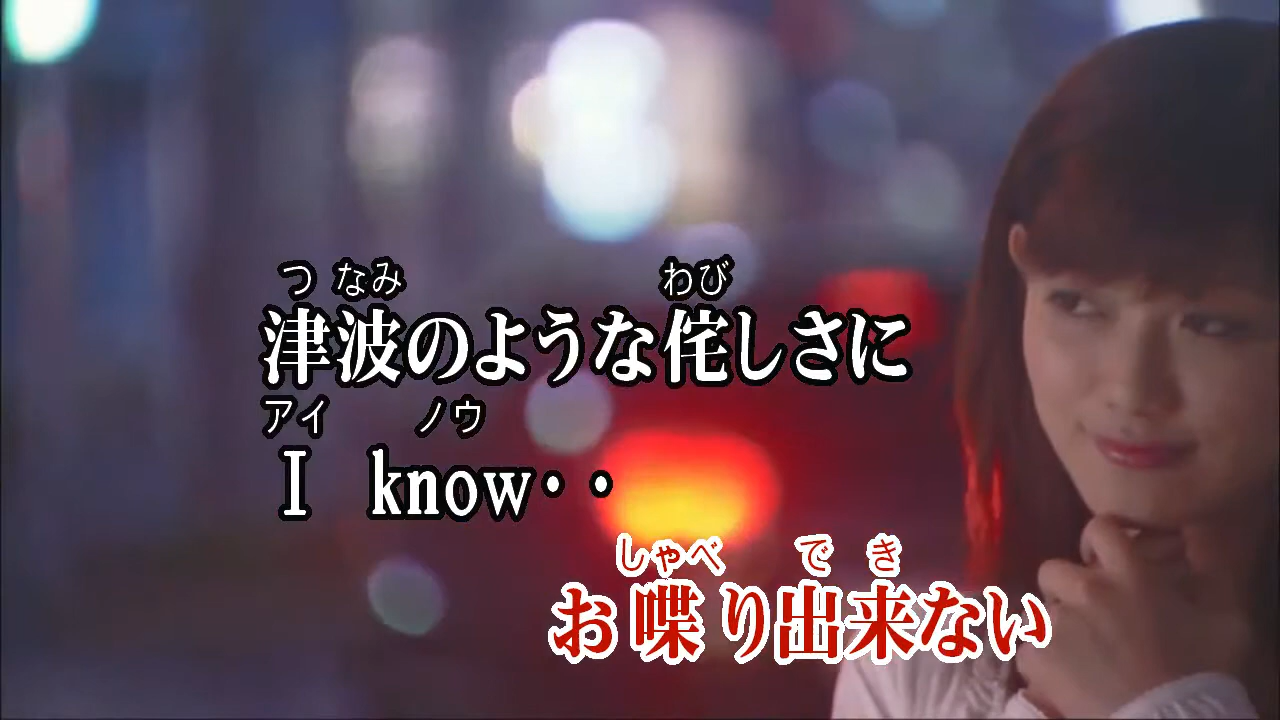 つなみ わび
津波のような侘しさに
アイ ノウ
I know・・
しゃべ でき
お喋り出来ない